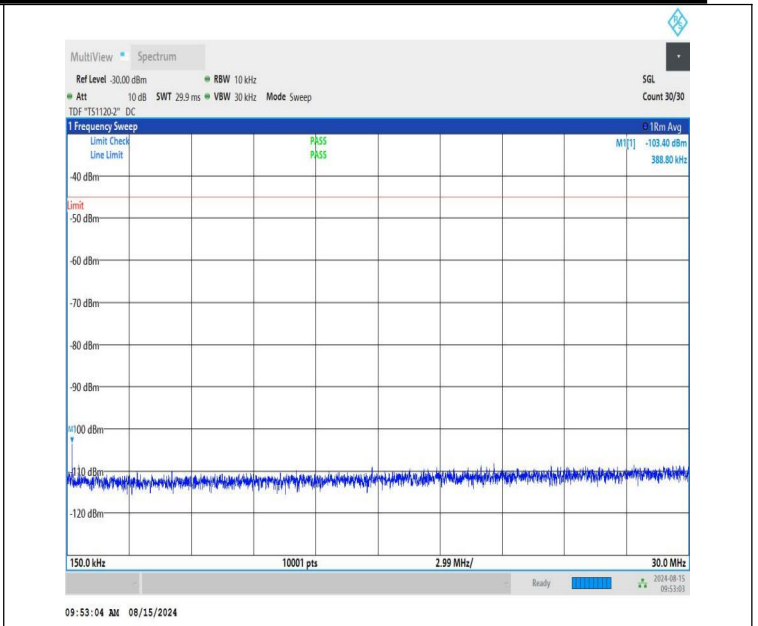 R S
MultiView Spectrum
Ref Level -30.00 dBm RBW 10 kHz SGL
Att 10 dB SWT 29.9 ms VBW 30 kHz Mode Sweep Count 30/30
TDF "TS1120-2" DC
1 Frequency Sweep 1Rm Avg
Limit Check PASS M1[1] -103.40 dBm
Line Limit PASS 388.80 kHz
-40 dBm
Limit
-50 dBm
-60 dBm
-70 dBm
-80 dBm
-90 dBm
M1
-100 dBm
-110 dBm
-120 dBm
150.0 kHz 10001 pts 2.99 MHz/ 30.0 MHz
Ready 2024-08-15
09:53:03
09:53:04 AM 08/15/2024